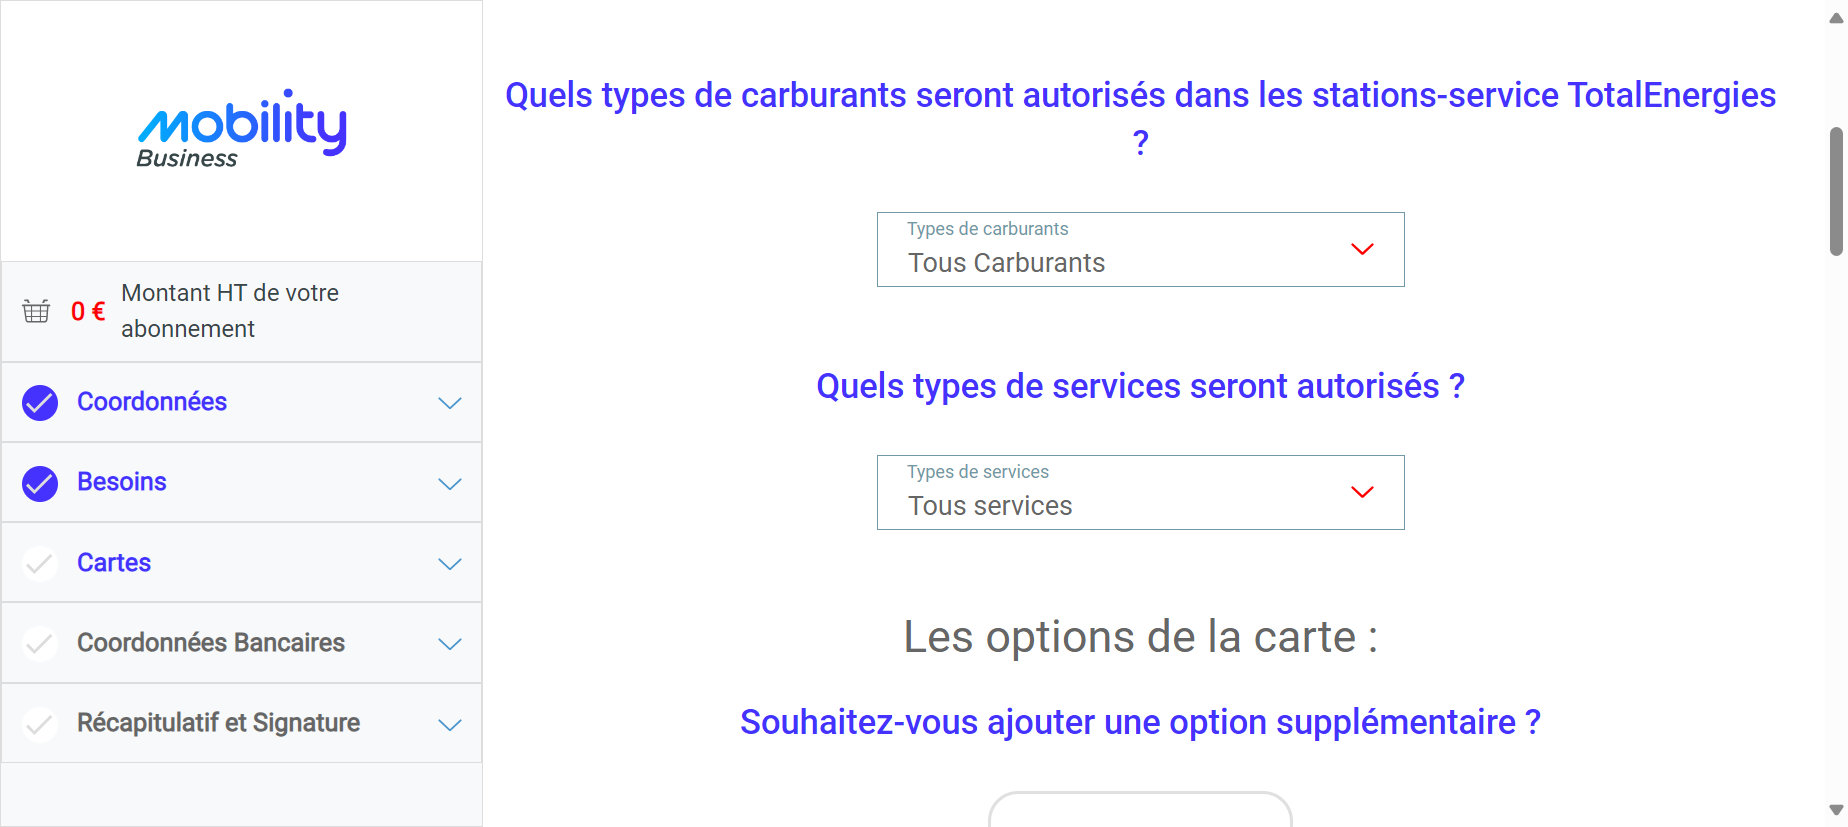 mobility
Business
0 €
Montant HT de votre
abonnement
Coordonnées
Besoins
Cartes
Coordonnées Bancaires
Récapitulatif et Signature
Quels types de carburants seront autorisés dans les stations-service TotalEnergies
?
Types de carburants
Tous Carburants
Quels types de services seront autorisés ?
Types de services
Tous services
Les options de la carte :
Souhaitez-vous ajouter une option supplémentaire ?